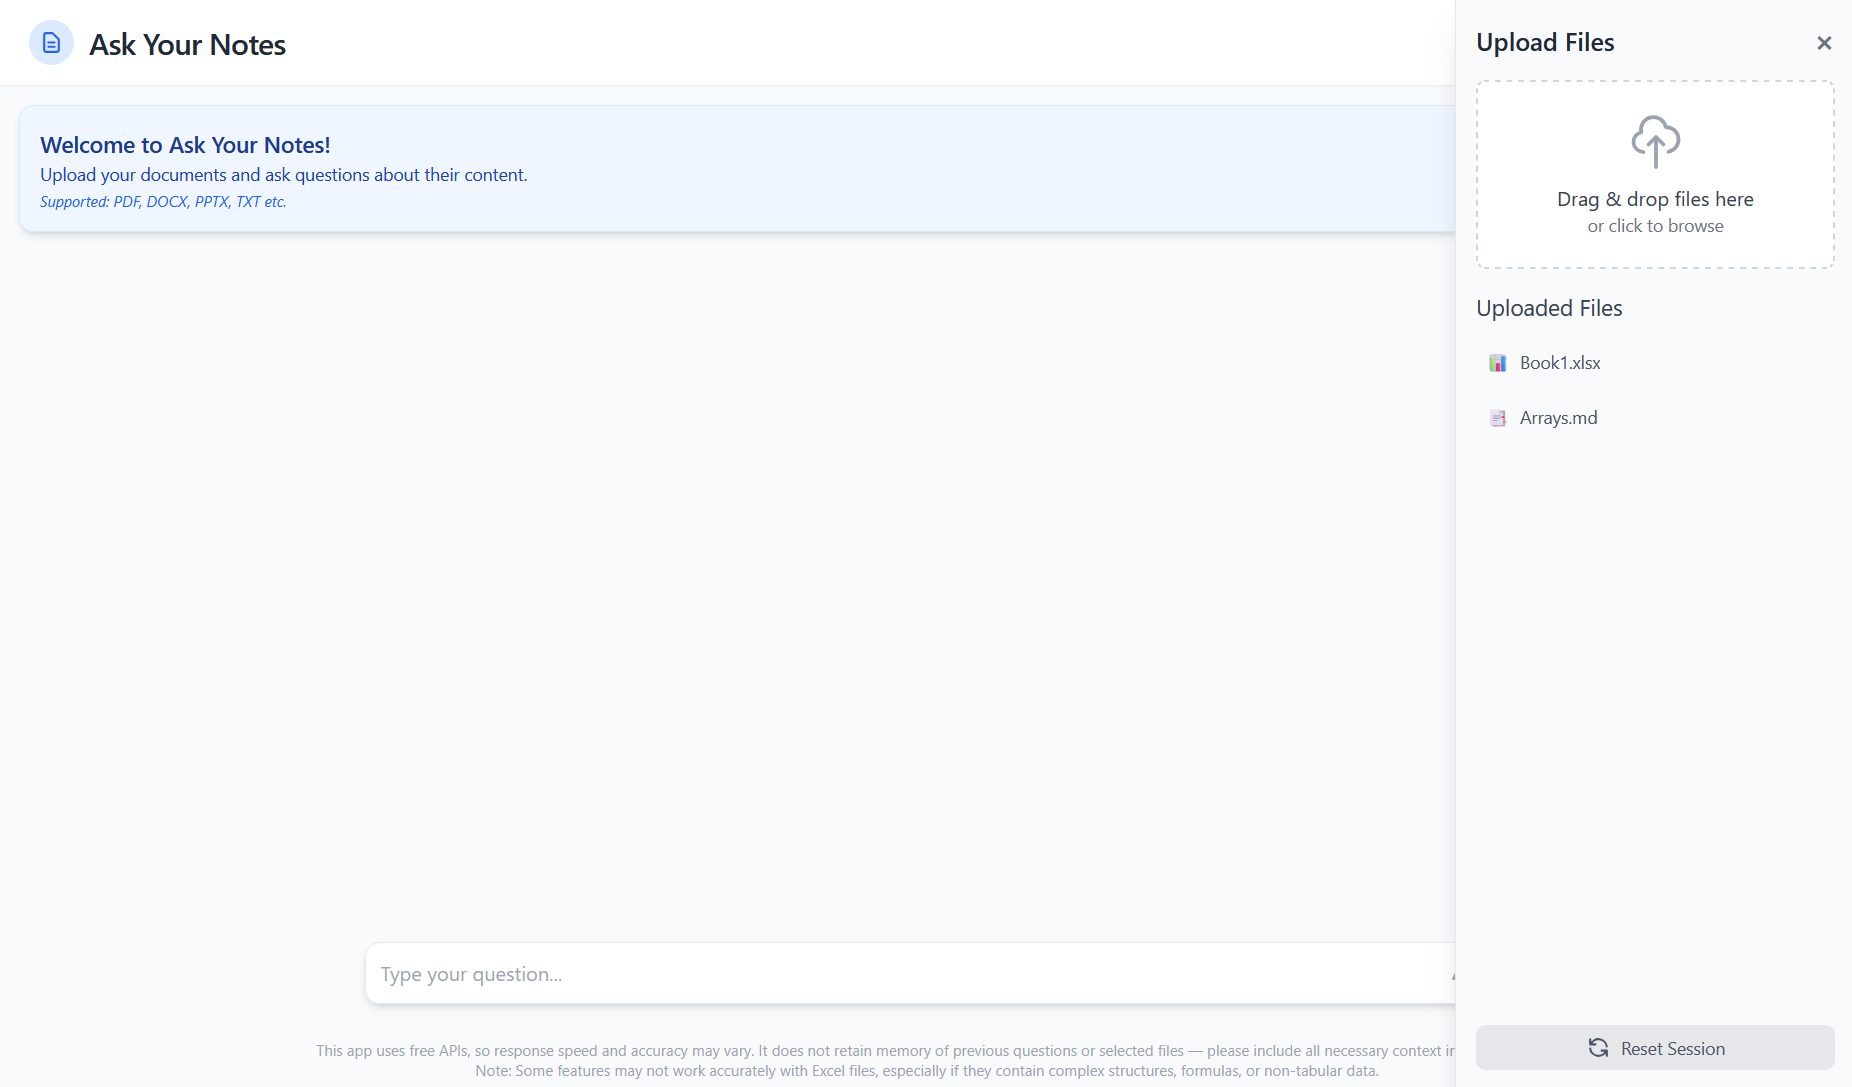 Ask Your Notes
Welcome to Ask Your Notes!
Upload your documents and ask questions about their content.
Supported: PDF, DOCX, PPTX, TXT etc.
Type your question...
This app uses free APIs, so response speed and accuracy may vary. It does not retain memory of previous questions or selected files — please include all necessary context
Note: Some features may not work accurately with Excel files, especially if they contain complex structures, formulas, or non-tabular data.
Upload Files
Drag & drop files here
or click to browse
Uploaded Files
Book1.xlsx
Arrays.md
Reset Session